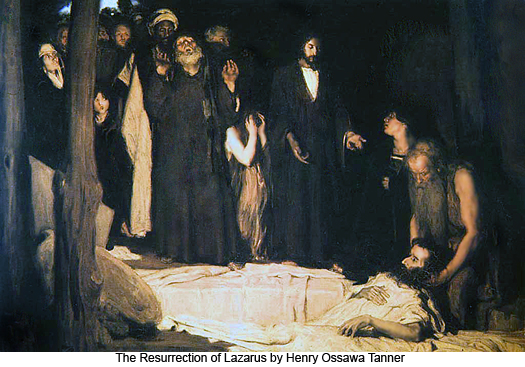 The Resurrection of Lazarus by Henry Ossawa Tanner